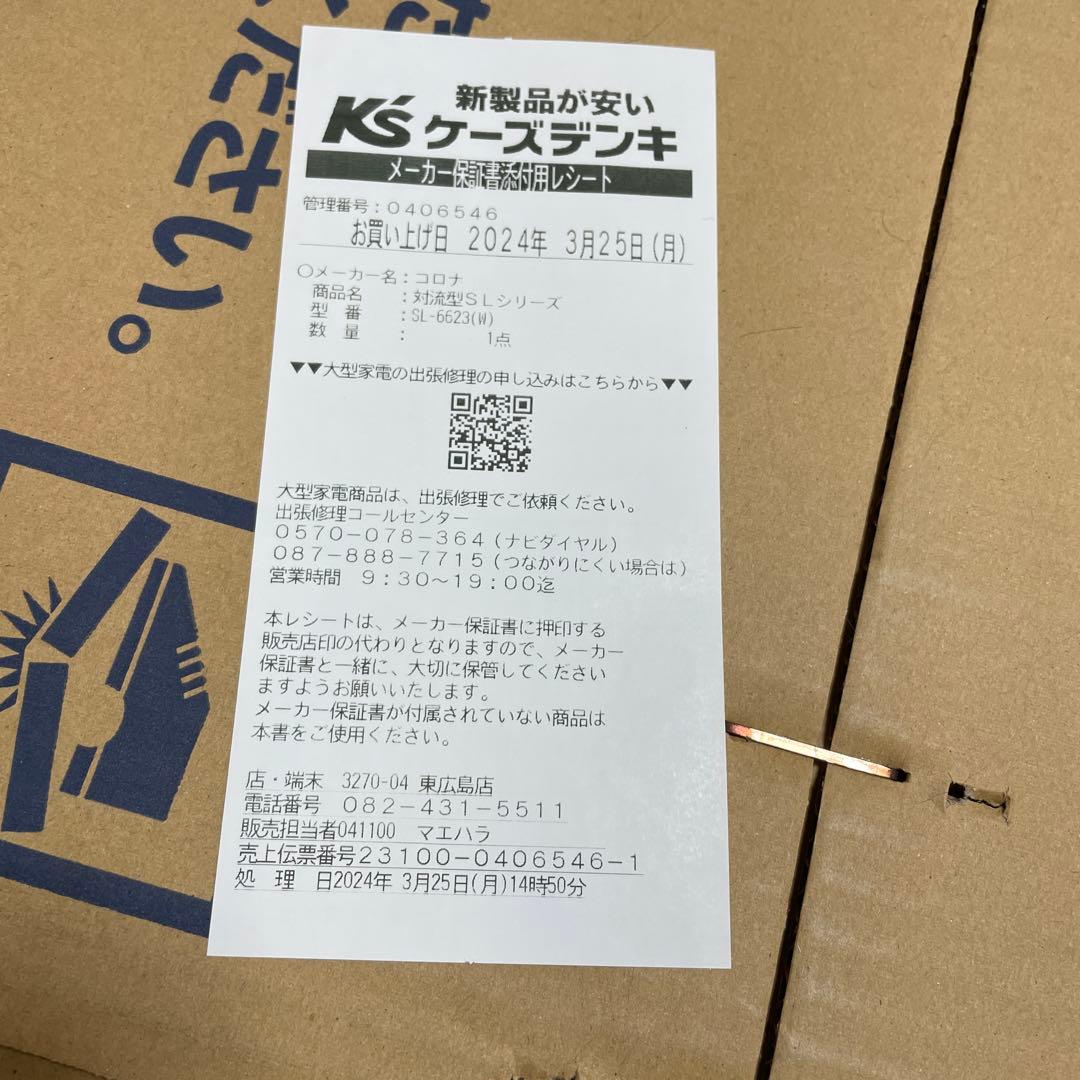 ください。
新製品が安い
K's ケーズデンキ
メーカー保証書添付用レシート
管理番号：0406546
お買い上げ日 2024年 3月25日(月)
○メーカー名：コロナ
商品名 ：対流型SLシリーズ
型 番 ：SL-6623(W)
数 量 ： 1点
▼▼大型家電の出張修理の申し込みはこちらから▼▼
大型家電商品は、出張修理でご依頼ください。
出張修理コールセンター
0570-078-364(ナビダイヤル)
087-888-7715(つながりにくい場合は)
営業時間 9：30～19：00迄
本レシートは、メーカー保証書に押印する
販売店印の代わりとなりますので、メーカー
保証書と一緒に、大切に保管してください
ますようお願いいたします。
メーカー保証書が付属されていない商品は
本書をご使用ください。
店・端末 3270-04 東広島店
電話番号 082-431-5511
販売担当者041100 マエハラ
売上伝票番号23100-0406546-1
処 理 日2024年 3月25日(月)14時50分